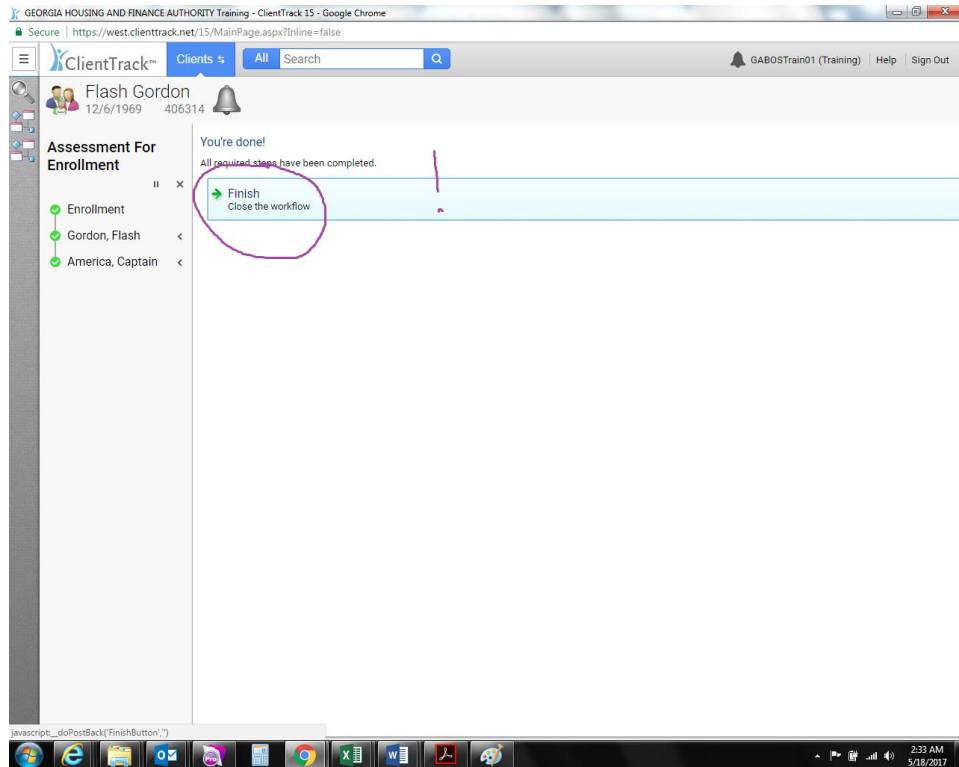 GEORGIA HOUSING AND FINANCE AUTHORITY Training - ClientTrack 15 - Google Chrome
Secure | https://west.clienttrack.net/15/MainPage.aspx?Inline=false
ClientTrack™ Clients All Search GABOSTrain01 (Training) Help Sign Out
Flash Gordon
12/6/1969 406314
Assessment For
Enrollment
Enrollment
Gordon, Flash
America, Captain
You're done!
All required steps have been completed.
Finish
Close the workflow
!
javascript:__doPostBack('FinishButton','')
2:33 AM
5/18/2017